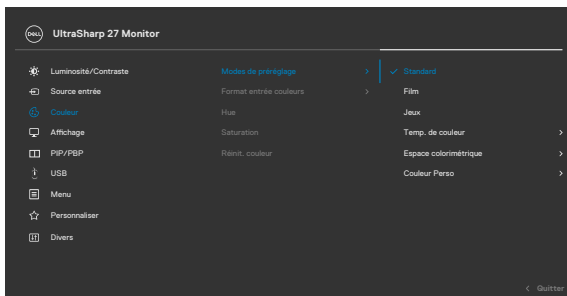 DELL UltraSharp 27 Monitor
Luminosité/Contraste
Source entrée
Couleur
Affichage
PIP/PBP
USB
Menu
Personnaliser
Divers
Modes de préréglage
Format entrée couleurs
Hue
Saturation
Réinit. couleur
Standard
Film
Jeux
Temp. de couleur
Espace colorimétrique
Couleur Perso
Quitter